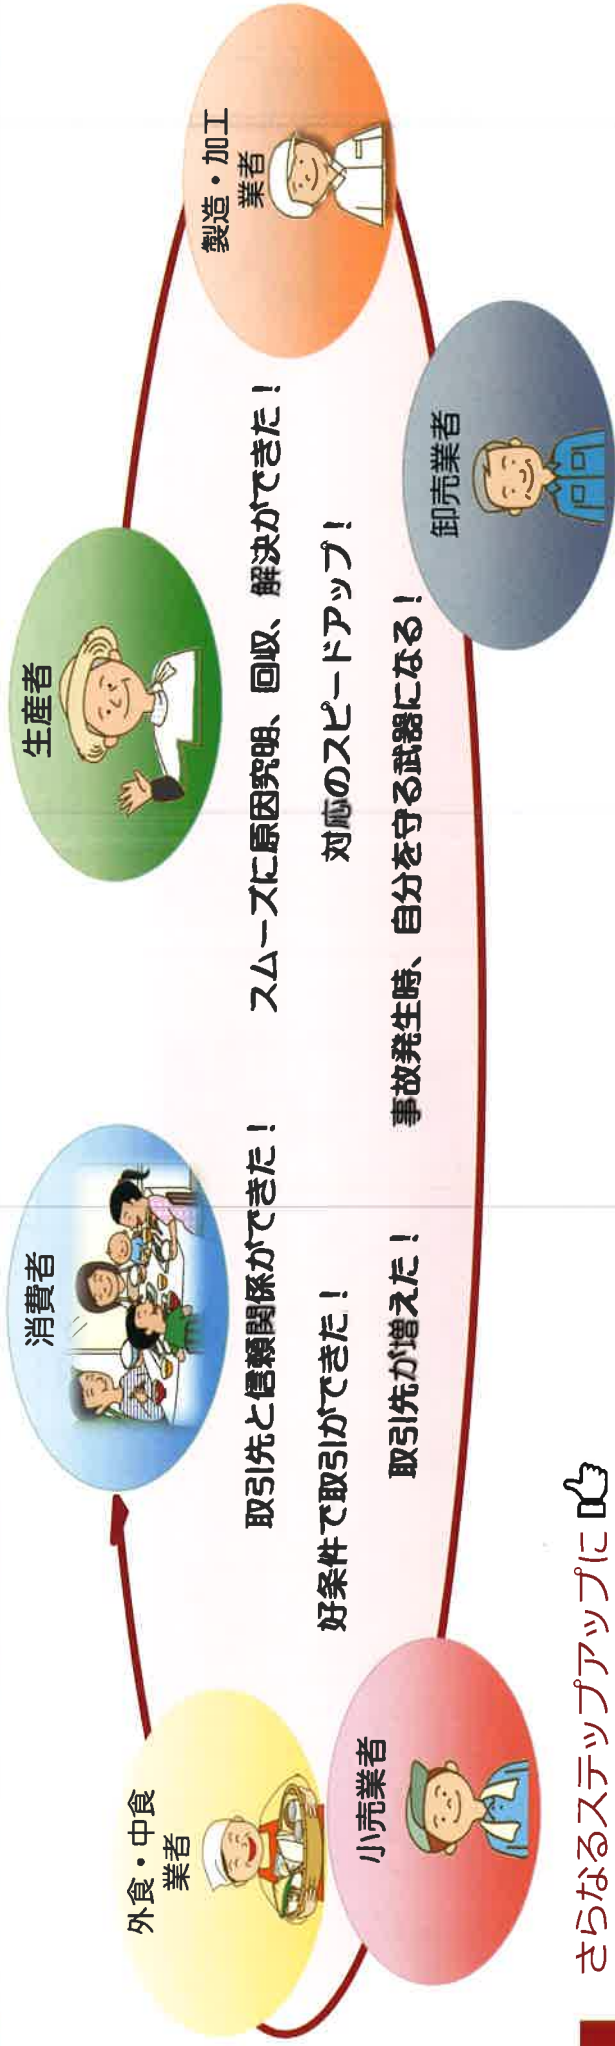 消費者
生産者
外食・中食
業者
製造・加工
業者
取引先と信頼関係ができた！
スムーズに原因究明、回収、解決ができた！
好条件で取引ができた！
対応のスピードアップ！
取引先が増えた！
事故発生時、自分を守る武器になる！
小売業者
卸売業者
さらなるステップアップに